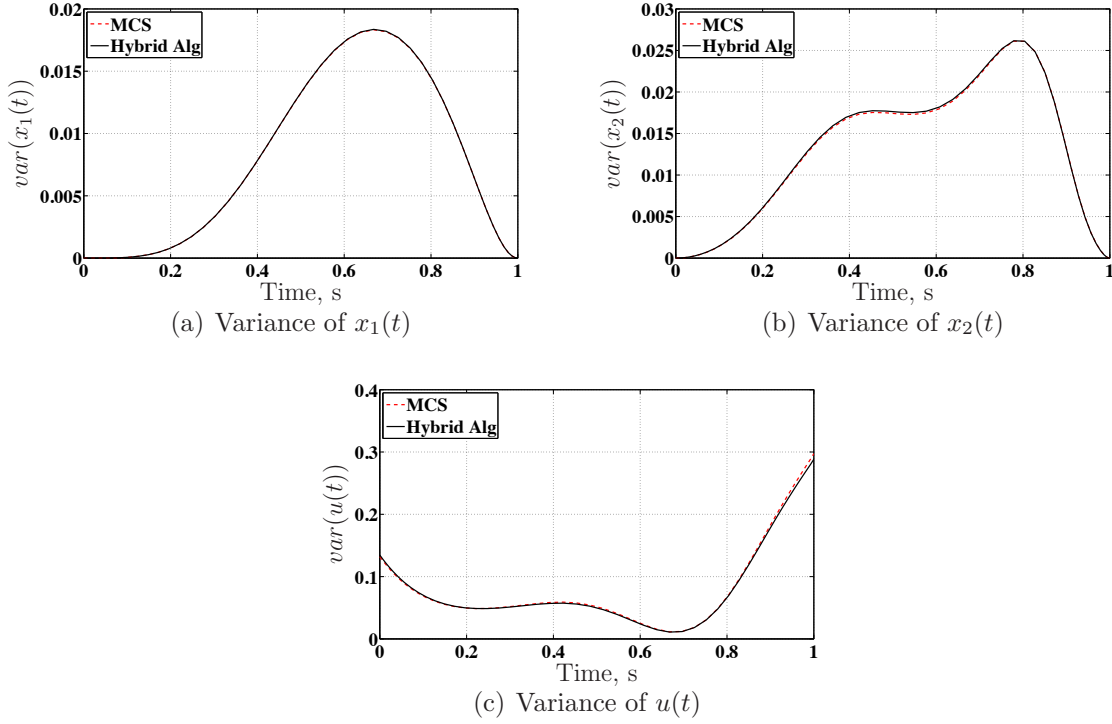 0.02
0.015
0.01
0.005
0
var(x₁(t))
MCS
Hybrid Alg
0 0.2 0.4 0.6 0.8 1
Time, s
(a) Variance of x₁(t)
0.03
0.025
0.02
0.015
0.01
0.005
0
var(x₂(t))
MCS
Hybrid Alg
0 0.2 0.4 0.6 0.8 1
Time, s
(b) Variance of x₂(t)
0.4
0.3
0.2
0.1
0
var(u(t))
MCS
Hybrid Alg
0 0.2 0.4 0.6 0.8 1
Time, s
(c) Variance of u(t)